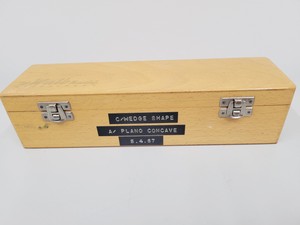 C/WEDGE SHAPE
A/ PLANO CONCAVE
2.4.87